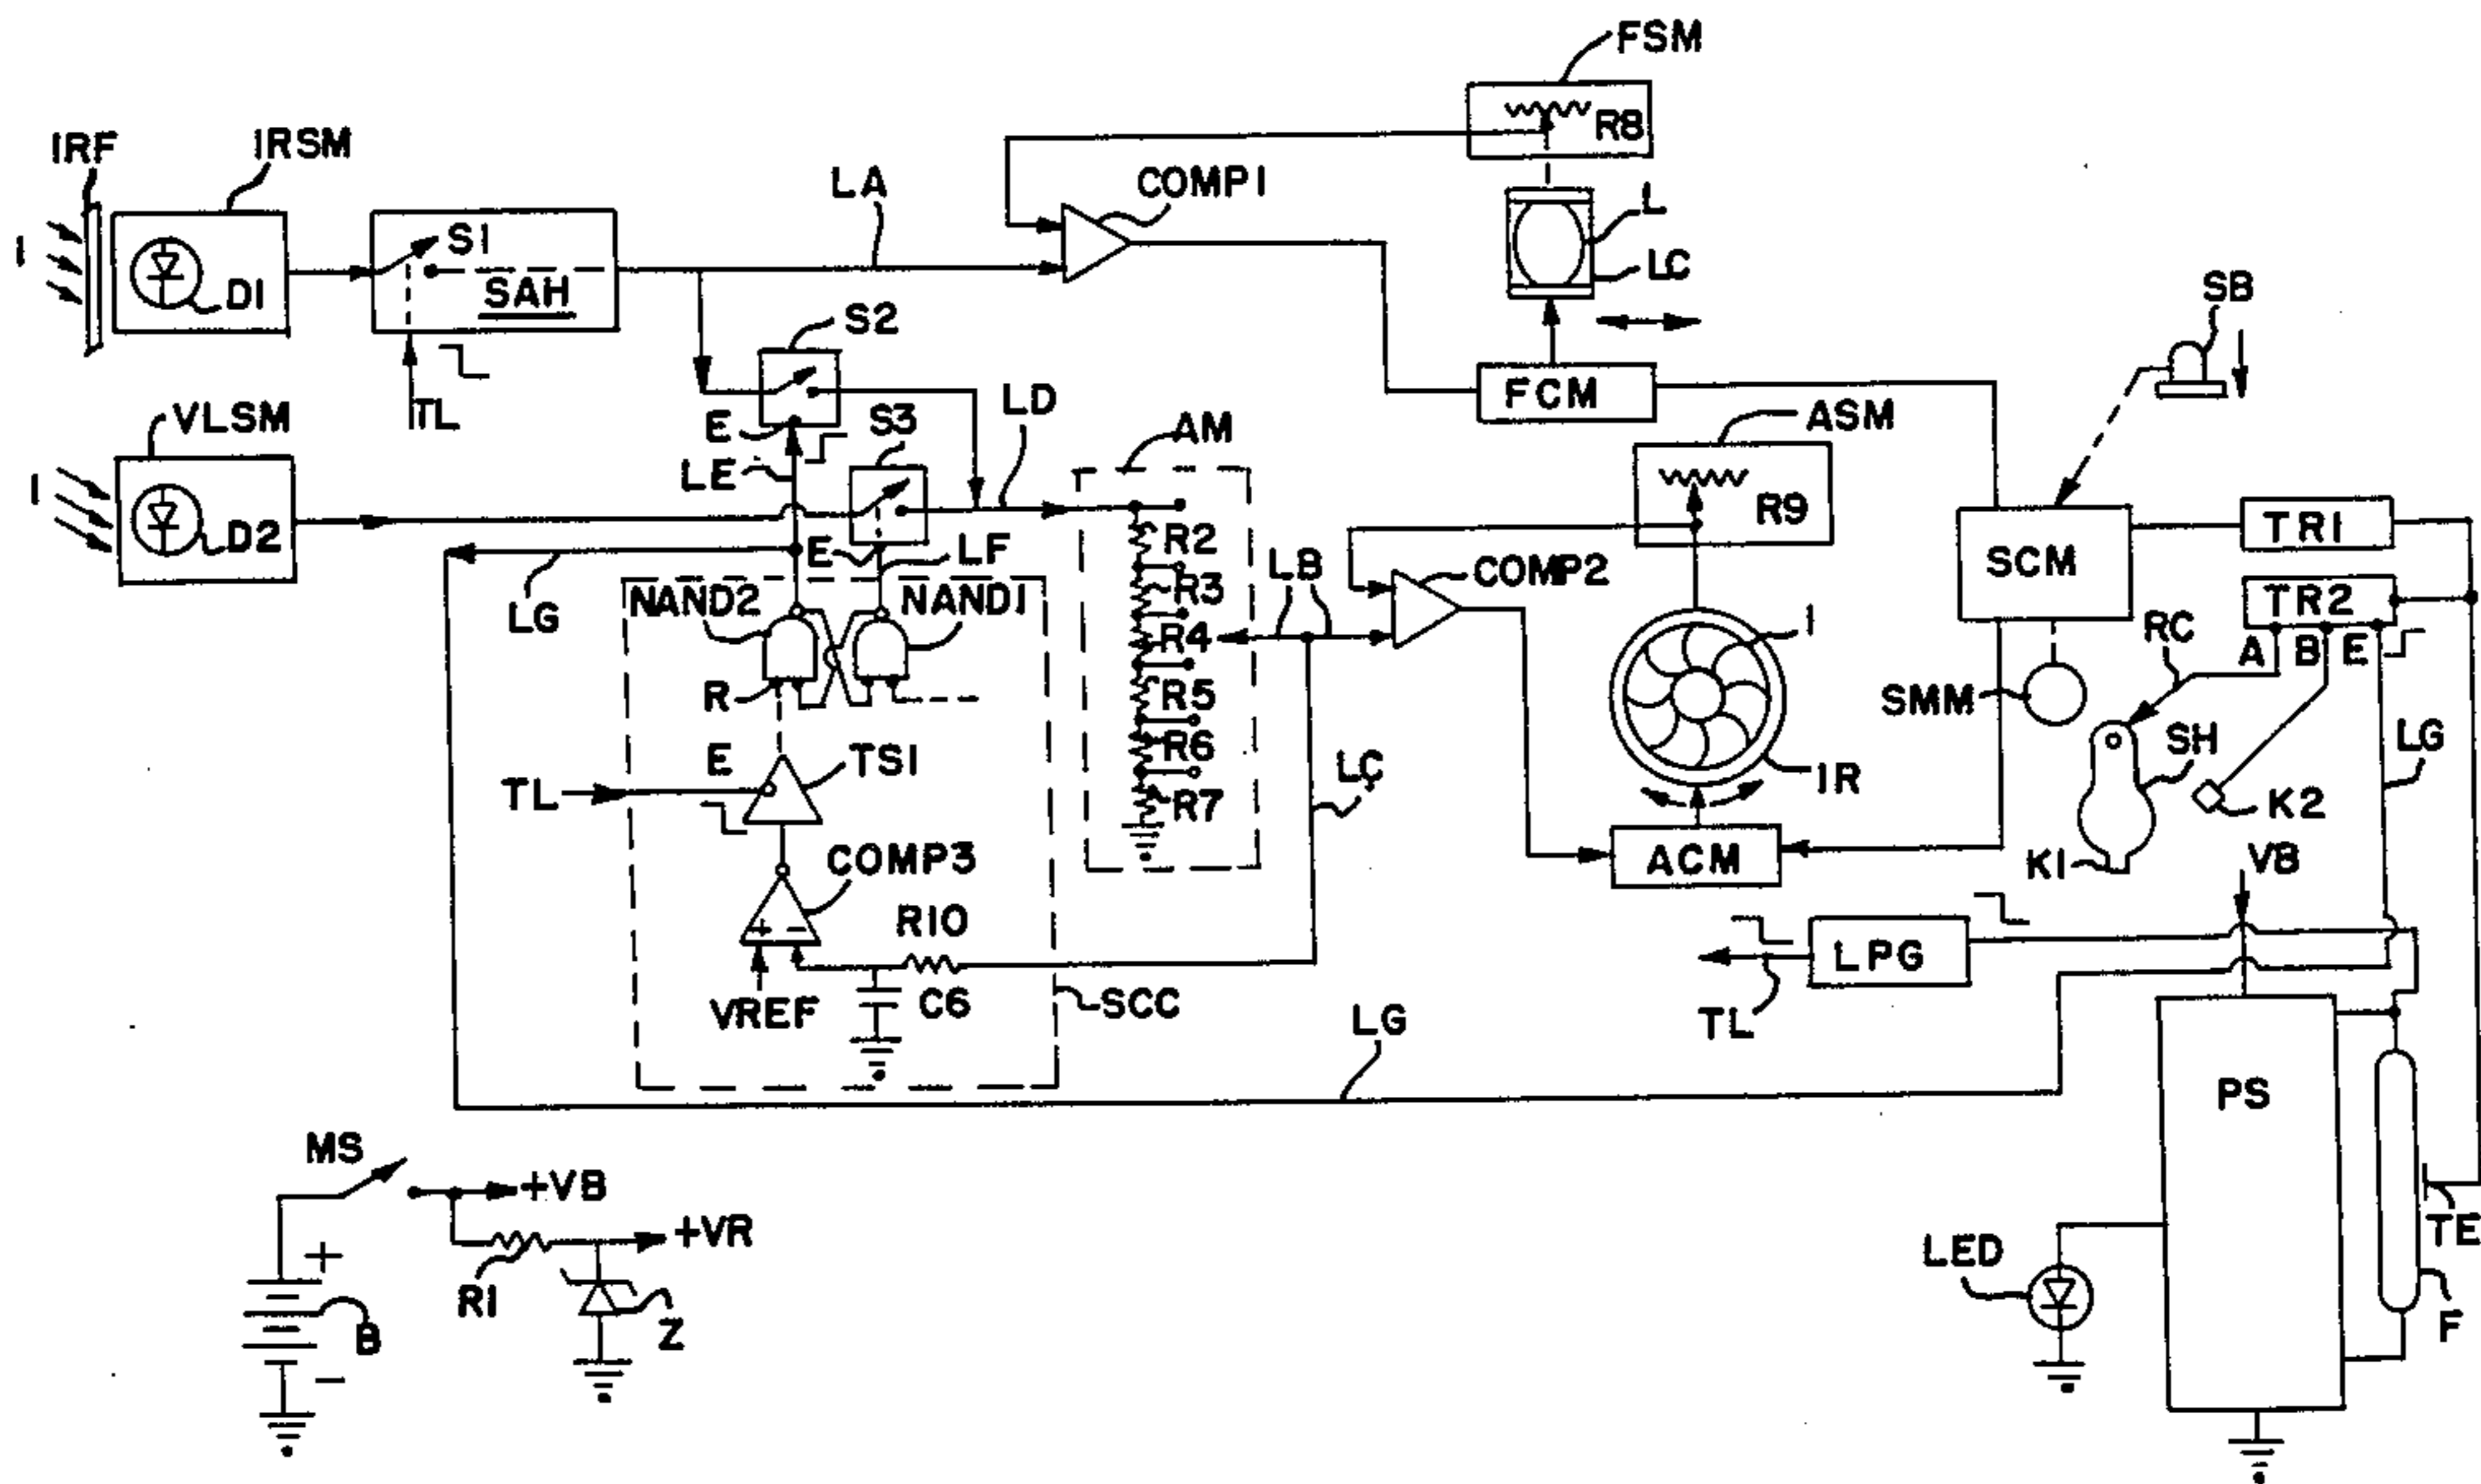 FSM
R8
IRF
IRSM
LA
COMP1
L
LC
I
D1
S1
SAH
TL
S2
E
SB
FCM
VLSM
LE
S3
LD
AM
ASM
R9
I
D2
LG
E
LF
R2
R3
R4
R5
R6
R7
LB
COMP2
SCM
TR1
TR2
A
B
E
RC
NAND2
NAND1
R
I
IR
SMM
SH
LG
K2
K1
VB
TL
E
TS1
COMP3
+
-
R10
VREF
C6
SCC
LC
ACM
LPG
TL
LG
PS
LED
TE
F
MS
+VB
+VR
R1
+
B
-
Z